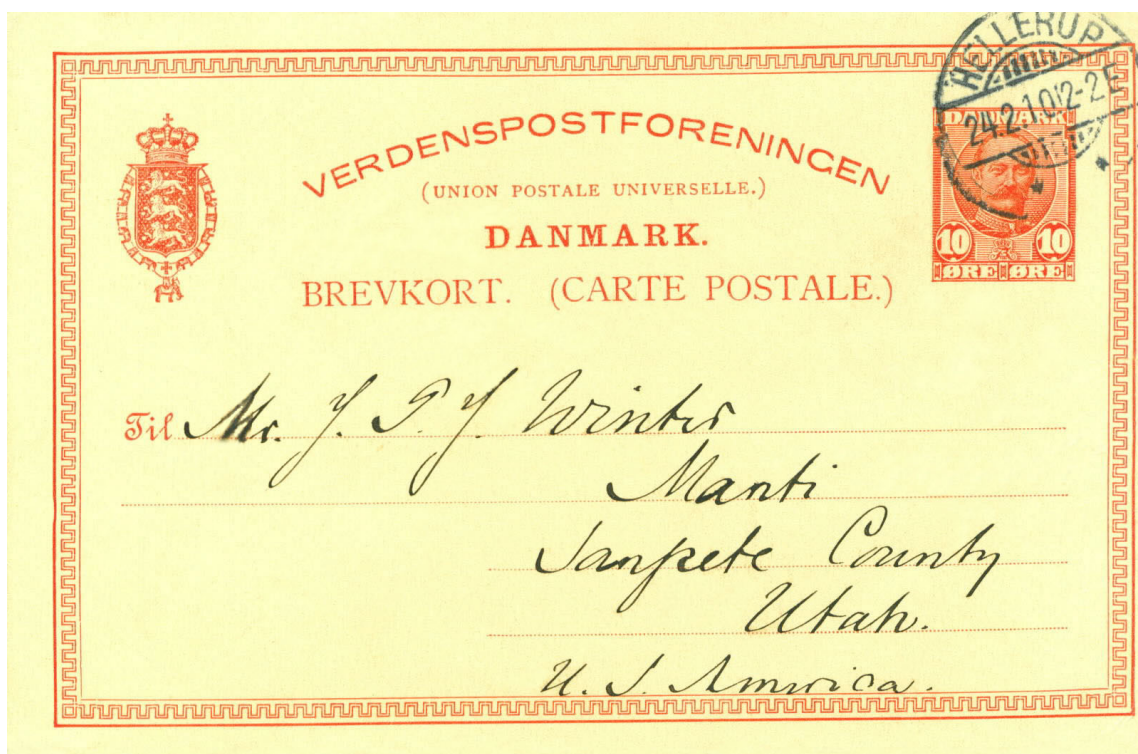 HELLERUP
24.2.10 12-2E
VERDENSPOSTFORENINGEN
(UNION POSTALE UNIVERSELLE.)
DANMARK.
BREVKORT. (CARTE POSTALE.)
DANMARK
10 10
ØRE ØRE
Til Mr. J. P. J. Winter
Manti
Sanpete County
Utah.
U. S. America.